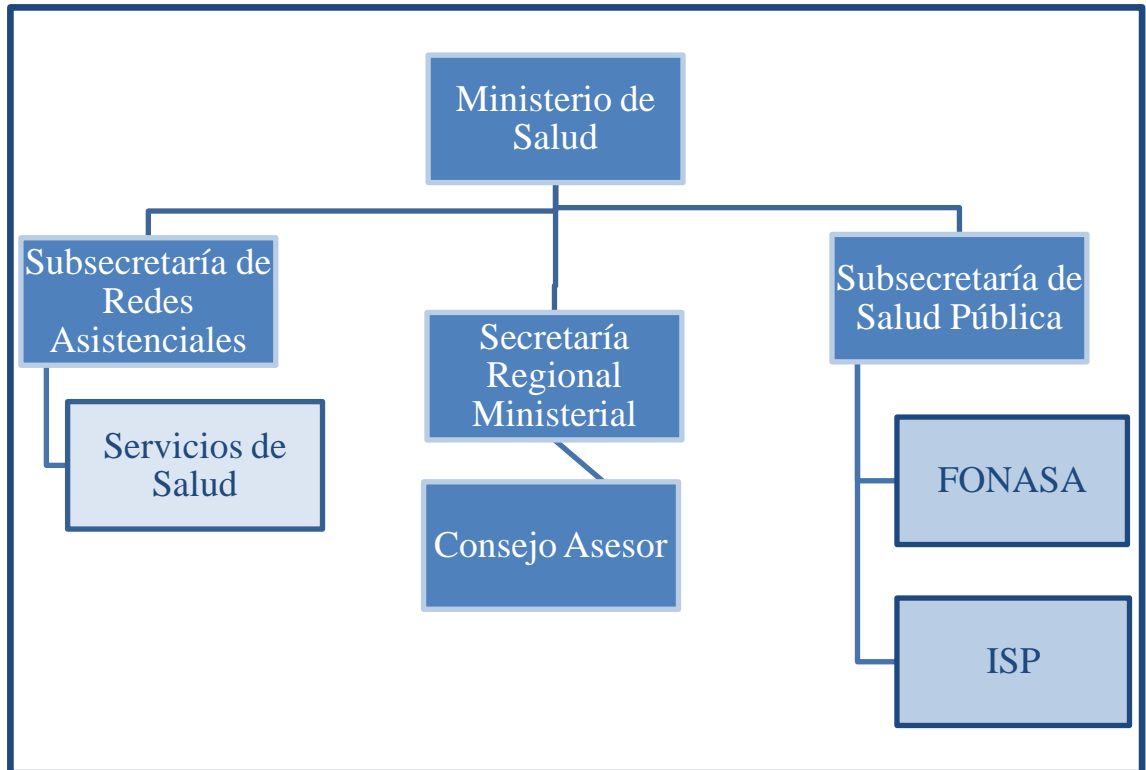 Ministerio de
Salud
Subsecretaría de
Redes
Asistenciales
Servicios de
Salud
Secretaría
Regional
Ministerial
Consejo Asesor
Subsecretaría de
Salud Pública
FONASA
ISP